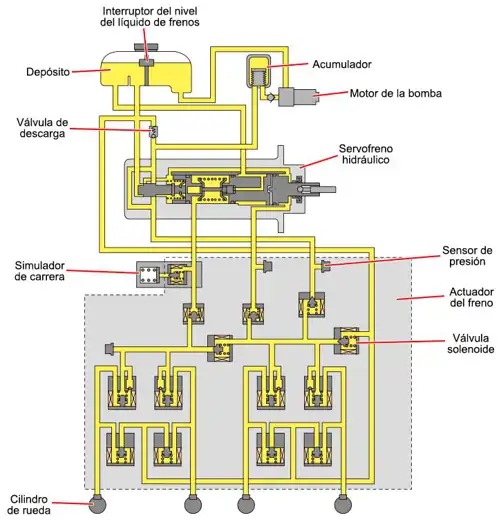 Interruptor del nivel
del líquido de frenos
Depósito
Acumulador
Motor de la bomba
Válvula de
descarga
Servofreno
hidráulico
Simulador
de carrera
Sensor de
presión
Actuador
del freno
Válvula
solenoide
Cilindro
de rueda